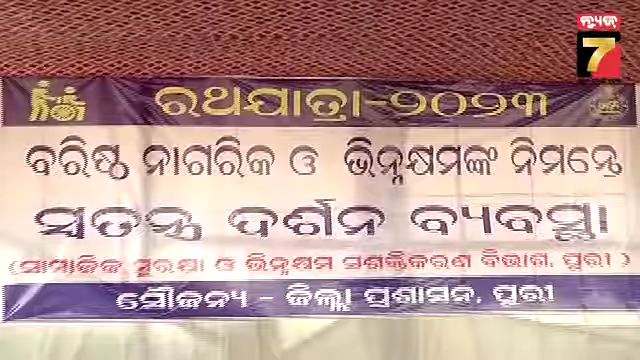 ନ୍ୟୁଜ୍
7
ରଥଯାତ୍ରା-୨୦୨୩
ବରିଷ୍ଠ ନାଗରିକ ଓ ଭିନ୍ନକ୍ଷମଙ୍କ ନିମନ୍ତେ
ସ୍ୱତନ୍ତ୍ର ଦର୍ଶନ ବ୍ୟବସ୍ଥା
(ସାମାଜିକ ସୁରକ୍ଷା ଓ ଭିନ୍ନକ୍ଷମ ସଶକ୍ତିକରଣ ବିଭାଗ, ପୁରୀ)
ସୌଜନ୍ୟ - ଜିଲ୍ଲା ପ୍ରଶାସନ, ପୁରୀ